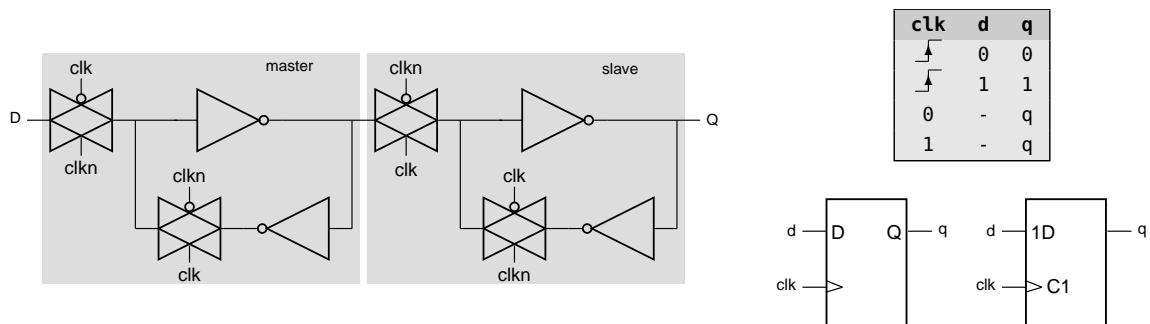 clk
master
clkn
slave
D
clkn
clk
Q
clkn
clk
clk
clkn
clk d q
0 0
1 1
0 - q
1 - q
d D Q q
clk
d 1D q
clk C1